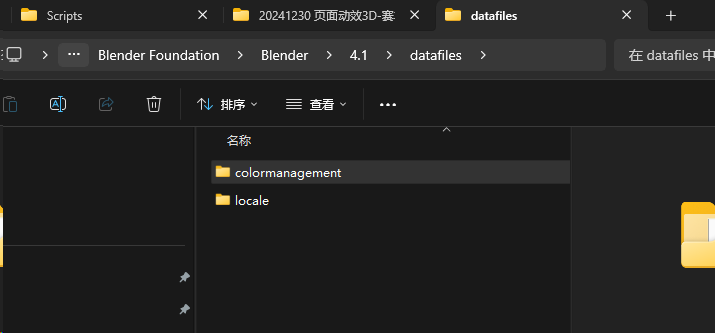 Scripts
20241230 页面动效3D-赛
datafiles
Blender Foundation
Blender
4.1
datafiles
在 datafiles 中
排序
查看
名称
colormanagement
locale